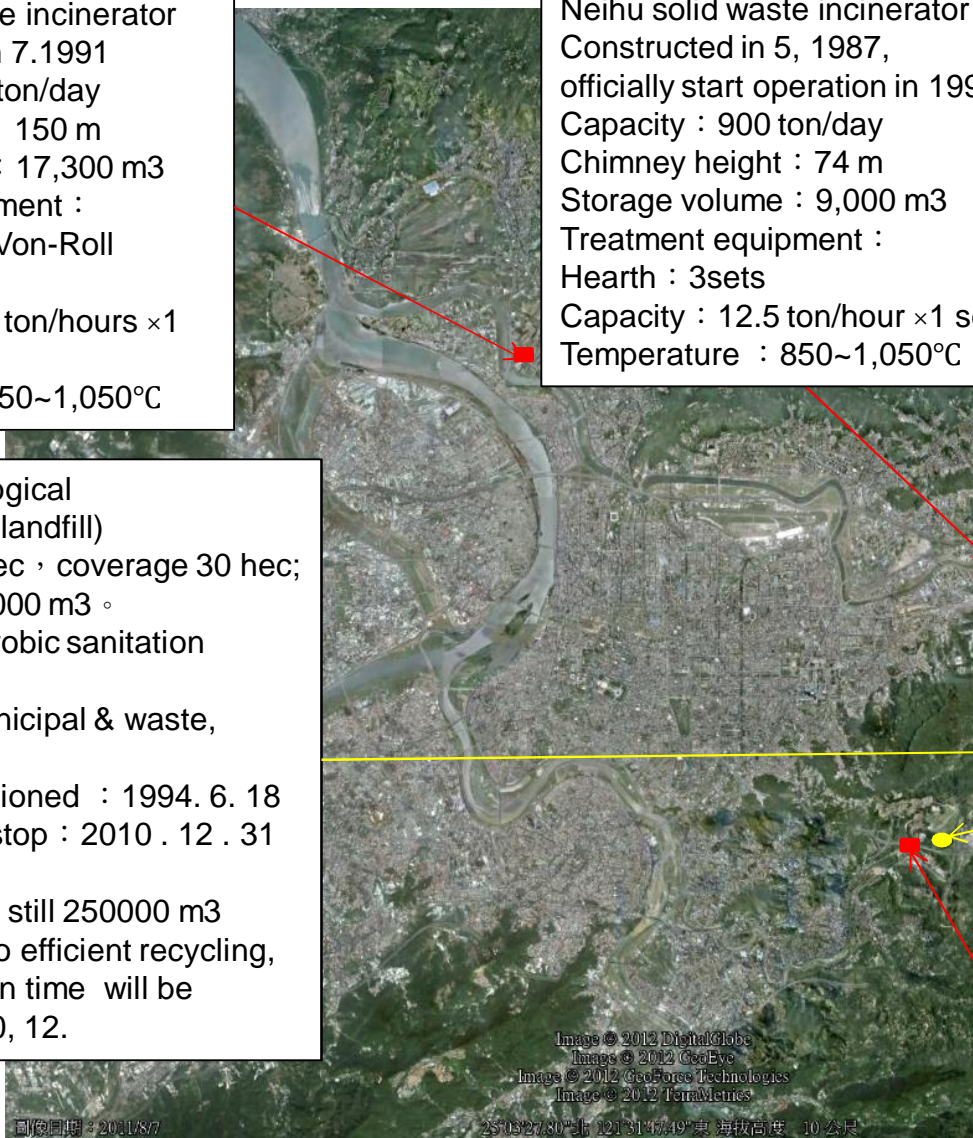 e incinerator
7.1991
ton/day
： 150 m
：17,300 m3
ment：
Von-Roll
ton/hours ×1
50~1,050℃
Neihu solid waste incinerator
Constructed in 5, 1987,
officially start operation in 199
Capacity：900 ton/day
Chimney height：74 m
Storage volume：9,000 m3
Treatment equipment：
Hearth：3sets
Capacity：12.5 ton/hour ×1 se
Temperature ：850~1,050℃
ogical
landfill)
ec，coverage 30 hec;
000 m3。
robic sanitation
nicipal & waste,
ioned ：1994. 6. 18
stop：2010 . 12 . 31
still 250000 m3
o efficient recycling,
n time will be
0, 12.
Image © 2012 DigitalGlobe
Image © 2012 GeoEye
Image © 2012 GeoForce Technologies
Image © 2012 TerraMetrics
圖像日期：2011/8/7
25°03'27.80"北 121°31'47.49"東 海拔高度 10 公尺